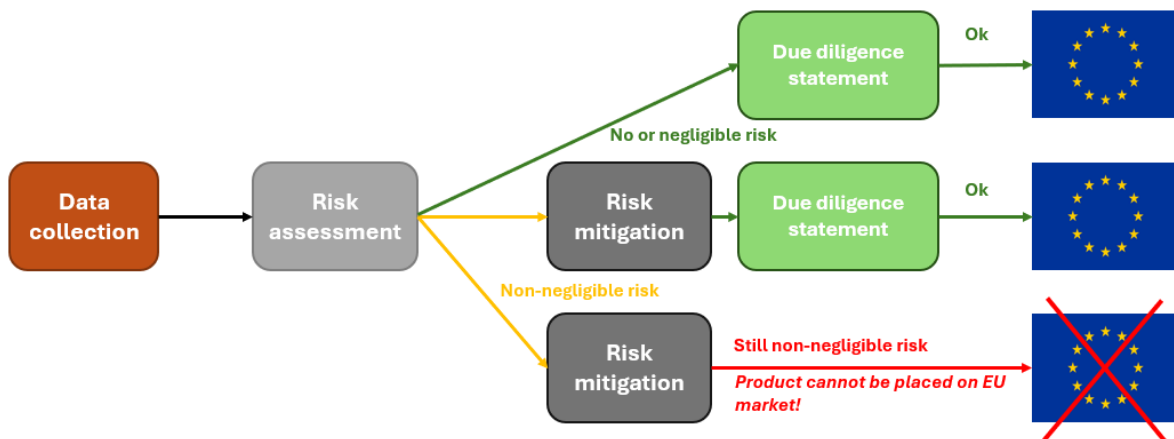 Due diligence
statement
Ok
No or negligible risk
Data
collection
Risk
assessment
Risk
mitigation
Due diligence
statement
Ok
Non-negligible risk
Risk
mitigation
Still non-negligible risk
Product cannot be placed on EU
market!